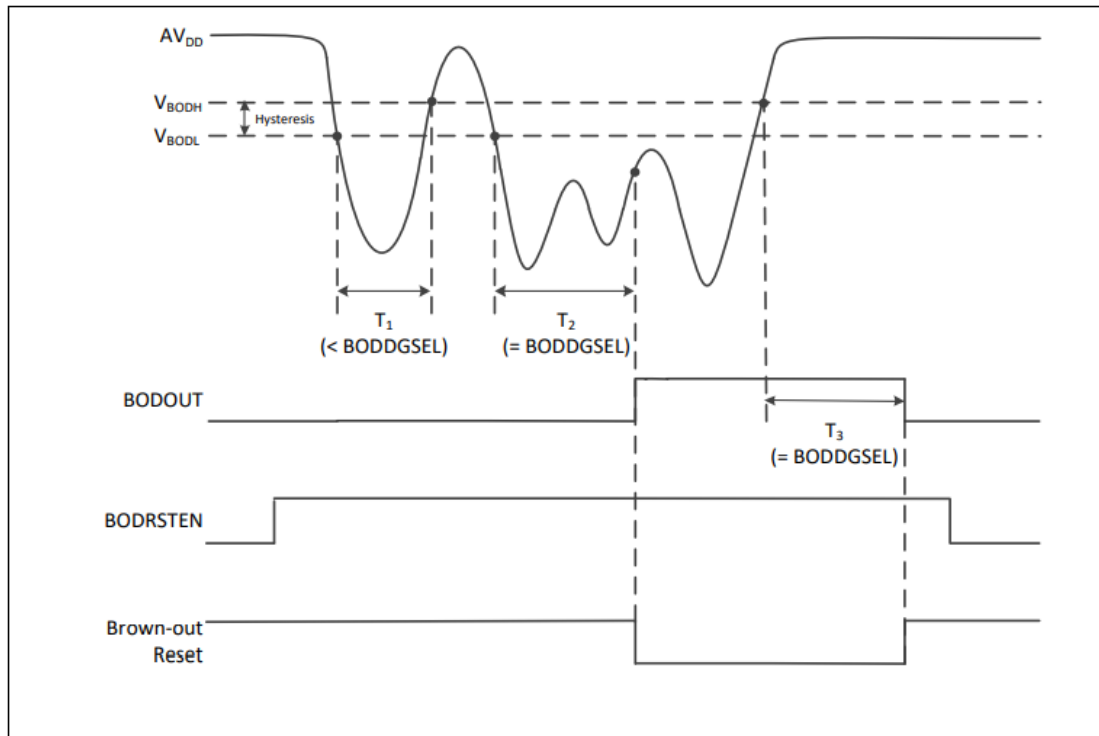 AVDD
VBODH
Hysteresis
VBODL
T1
(< BODDGSEL)
T2
(= BODDGSEL)
BODOUT
T3
(= BODDGSEL)
BODRSTEN
Brown-out
Reset